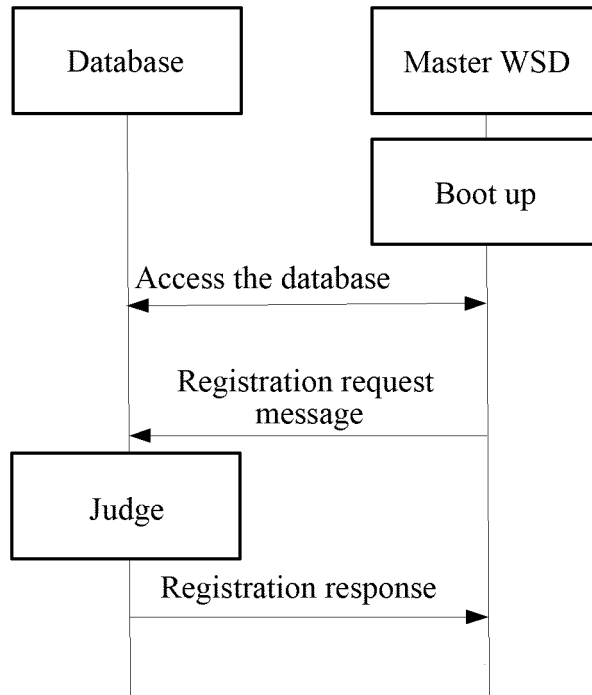 Database
Master WSD
Boot up
Access the database
Registration request
message
Judge
Registration response